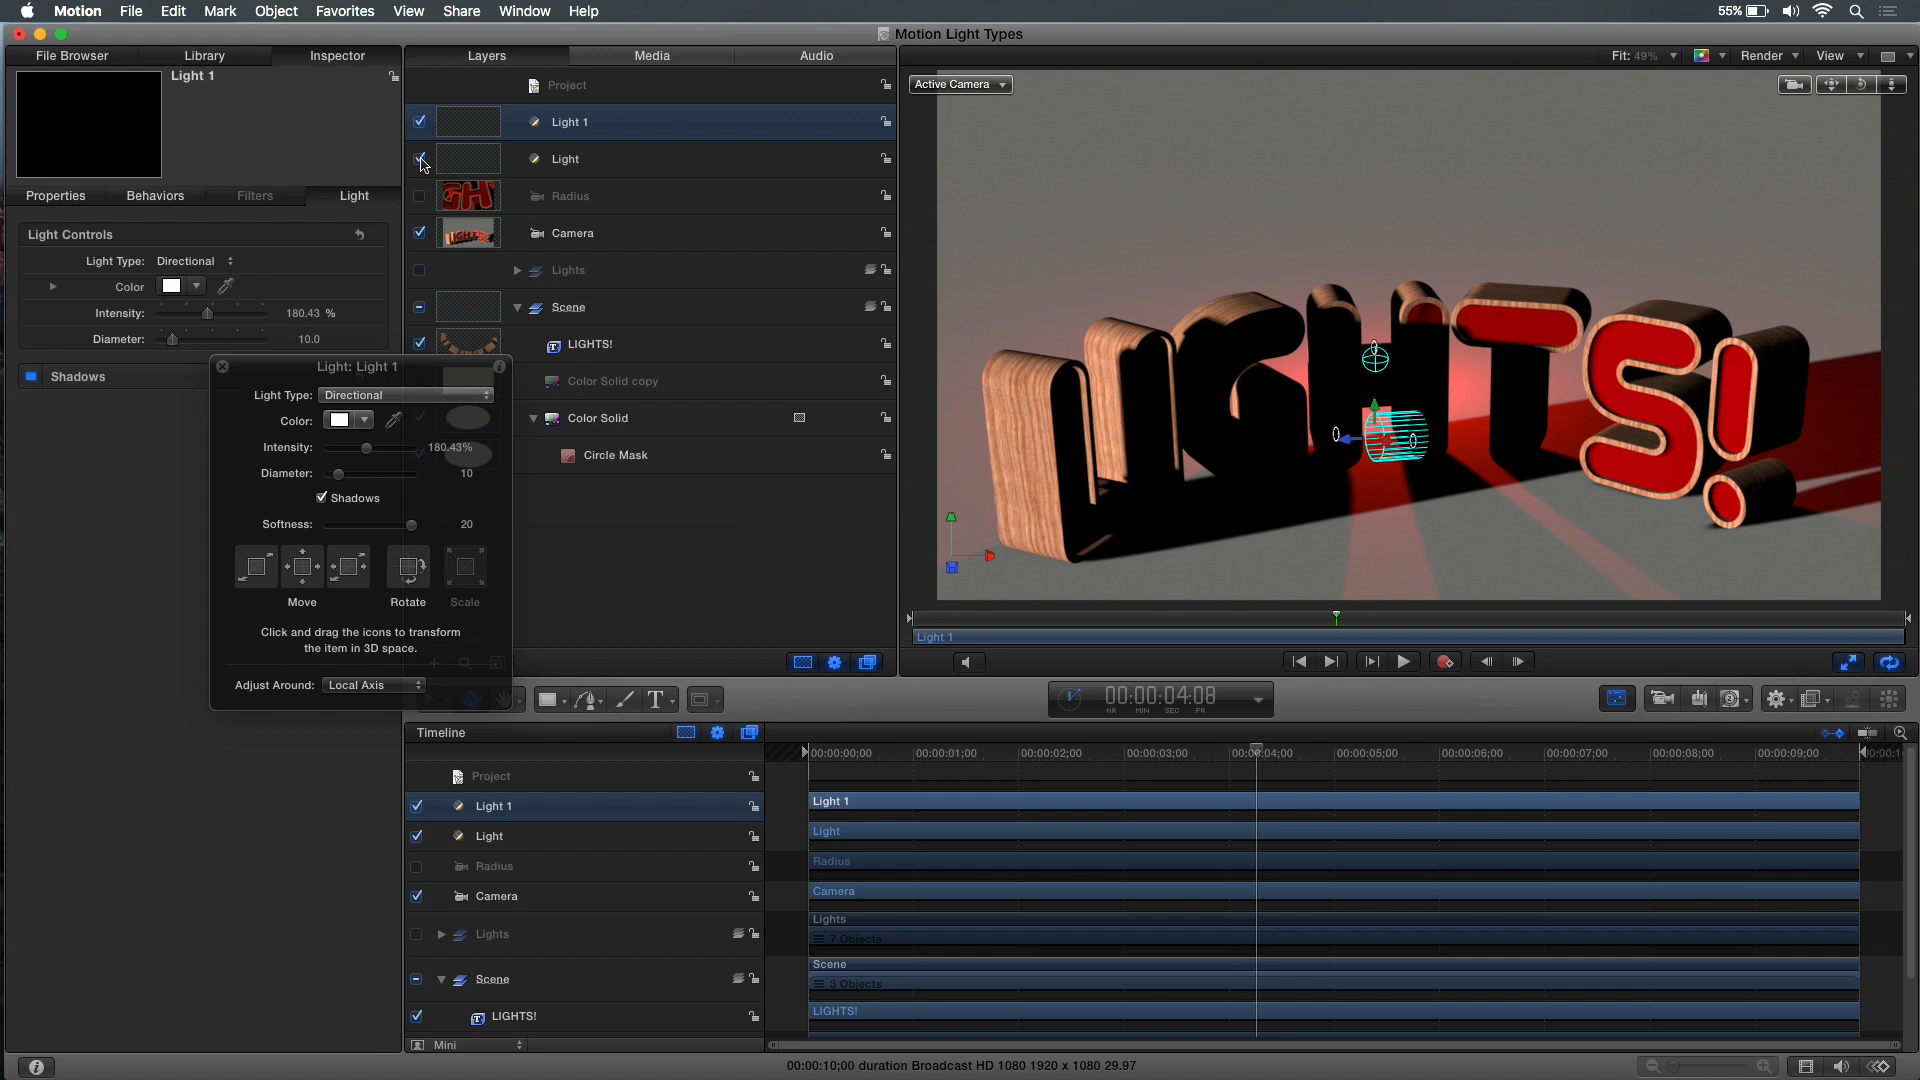 Motion File Edit Mark Object Favorites View Share Window Help 55%
Motion Light Types
File Browser Library Inspector
Layers Media Audio
Fit: 49% Render View
Light 1
Project
Active Camera
Light 1
Light
Properties Behaviors Filters Light
Radius
Light Controls
Camera
Light Type: Directional
Lights
Color
Intensity: 180.43 %
Scene
Diameter: 10.0
LIGHTS!
Shadows
Color Solid copy
Color Solid
Circle Mask
LIGHTS!
Light: Light 1
Light Type: Directional
Color:
Intensity: 180.43%
Diameter: 10
Shadows
Softness: 20
Move Rotate Scale
Click and drag the icons to transform
the item in 3D space.
Adjust Around: Local Axis
Light 1
00:00:04:08
HR MIN SEC FR
Timeline
00:00:00;00 00:00:01;00 00:00:02;00 00:00:03;00 00:00:04;00 00:00:05;00 00:00:06;00 00:00:07;00 00:00:08;00 00:00:09;00
Project
Light 1 Light 1
Light Light
Radius Radius
Camera Camera
Lights Lights
7 Objects
Scene Scene
3 Objects
LIGHTS! LIGHTS!
Mini
00:00:10;00 duration Broadcast HD 1080 1920 x 1080 29.97